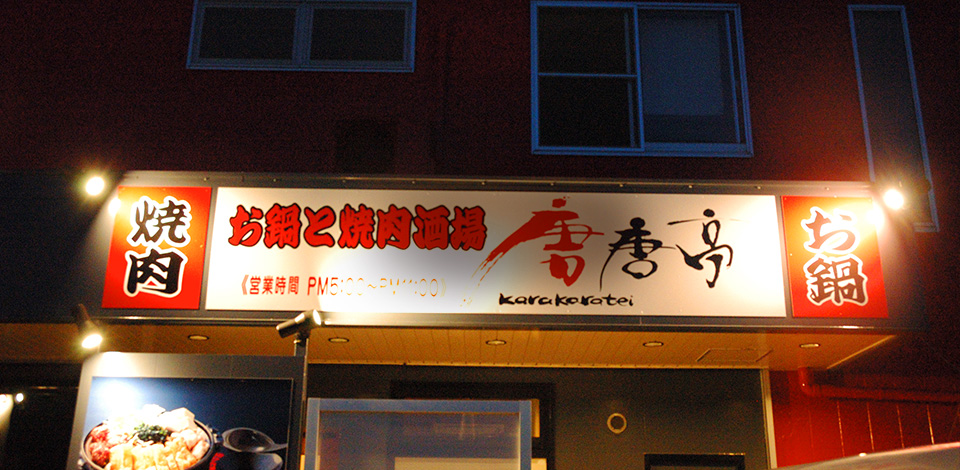 焼肉
お鍋と焼肉酒場
《営業時間 PM5:00~PM11:00》
唐唐亭
karakaratei
お鍋